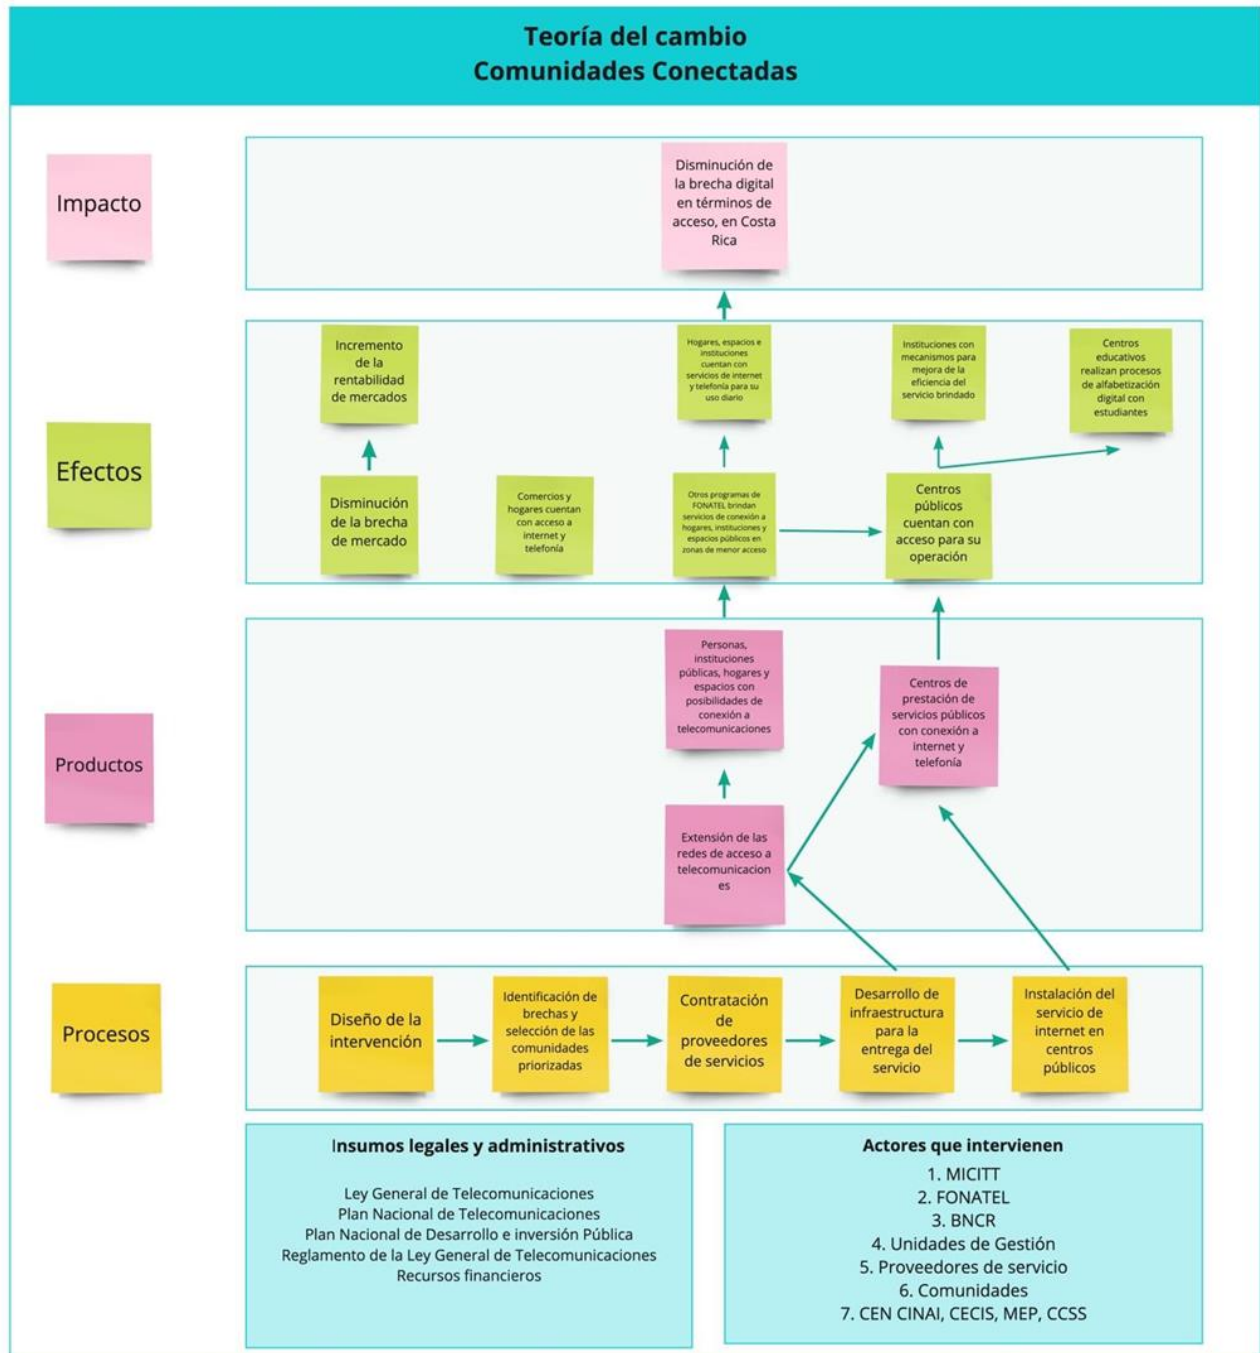 Teoría del cambio
Comunidades Conectadas
Impacto
Disminución de
la brecha digital
en términos de
acceso, en Costa
Rica
Efectos
Incremento
de la
rentabilidad
de mercados
Hogares, espacios e
instituciones
cuentan con
servicios de internet
y telefonía para su
uso diario
Instituciones con
mecanismos para
mejora de la
eficiencia del
servicio brindado
Centros
educativos
realizan procesos
de alfabetización
digital con
estudiantes
Disminución
de la brecha
de mercado
Comercios y
hogares cuentan
con acceso a
internet y
telefonía
Otros programas de
FONATEL brindan
servicios de conexión a
hogares, instituciones y
espacios públicos en
zonas de menor acceso
Centros
públicos
cuentan con
acceso para su
operación
Productos
Personas,
instituciones
públicas, hogares y
espacios con
posibilidades de
conexión a
telecomunicaciones
Centros de
prestación de
servicios públicos
con conexión a
internet y
telefonía
Extensión de las
redes de acceso a
telecomunicacion
es
Procesos
Diseño de la
intervención
Identificación de
brechas y
selección de las
comunidades
priorizadas
Contratación
de
proveedores
de servicios
Desarrollo de
infraestructura
para la
entrega del
servicio
Instalación del
servicio de
internet en
centros
públicos
Insumos legales y administrativos
Ley General de Telecomunicaciones
Plan Nacional de Telecomunicaciones
Plan Nacional de Desarrollo e inversión Pública
Reglamento de la Ley General de Telecomunicaciones
Recursos financieros
Actores que intervienen
1. MICITT
2. FONATEL
3. BNCR
4. Unidades de Gestión
5. Proveedores de servicio
6. Comunidades
7. CEN CINAI, CECIS, MEP, CCSS